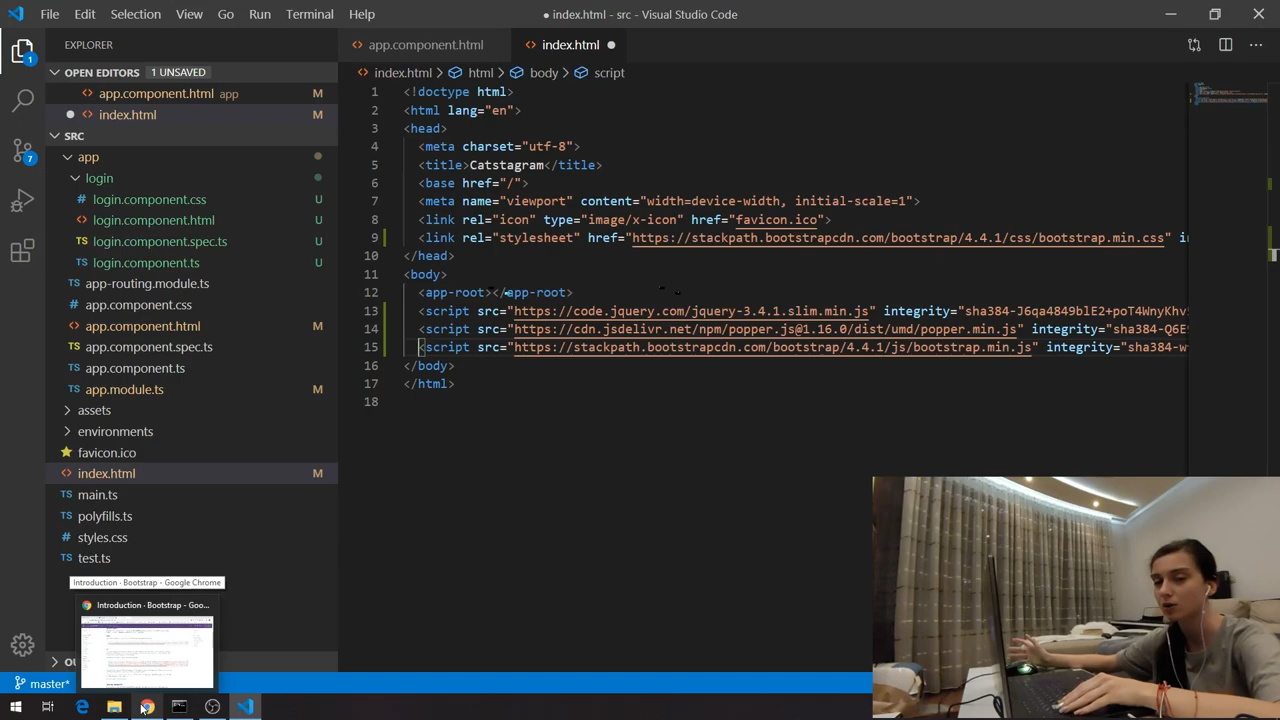 File Edit Selection View Go Run Terminal Help
● index.html - src - Visual Studio Code
EXPLORER
app.component.html
index.html
OPEN EDITORS 1 UNSAVED
app.component.html app M
index.html M
SRC
app
login
login.component.css U
login.component.html U
login.component.spec.ts U
login.component.ts U
app-routing.module.ts
app.component.css
app.component.html M
app.component.spec.ts
app.component.ts
app.module.ts M
assets
environments
favicon.ico
index.html M
main.ts
polyfills.ts
styles.css
test.ts
index.html > html > body > script
1 <!doctype html>
2 <html lang="en">
3 <head>
4 <meta charset="utf-8">
5 <title>Catstagram</title>
6 <base href="/">
7 <meta name="viewport" content="width=device-width, initial-scale=1">
8 <link rel="icon" type="image/x-icon" href="favicon.ico">
9 <link rel="stylesheet" href="https://stackpath.bootstrapcdn.com/bootstrap/4.4.1/css/bootstrap.min.css" in
10 </head>
11 <body>
12 <app-root></app-root>
13 <script src="https://code.jquery.com/jquery-3.4.1.slim.min.js" integrity="sha384-J6qa4849blE2+poT4WnyKhv5
14 <script src="https://cdn.jsdelivr.net/npm/popper.js@1.16.0/dist/umd/popper.min.js" integrity="sha384-Q6E9
15 <script src="https://stackpath.bootstrapcdn.com/bootstrap/4.4.1/js/bootstrap.min.js" integrity="sha384-w
16 </body>
17 </html>
18
1
7
Introduction · Bootstrap - Google Chrome
Introduction · Bootstrap - Goo...
OU
master*